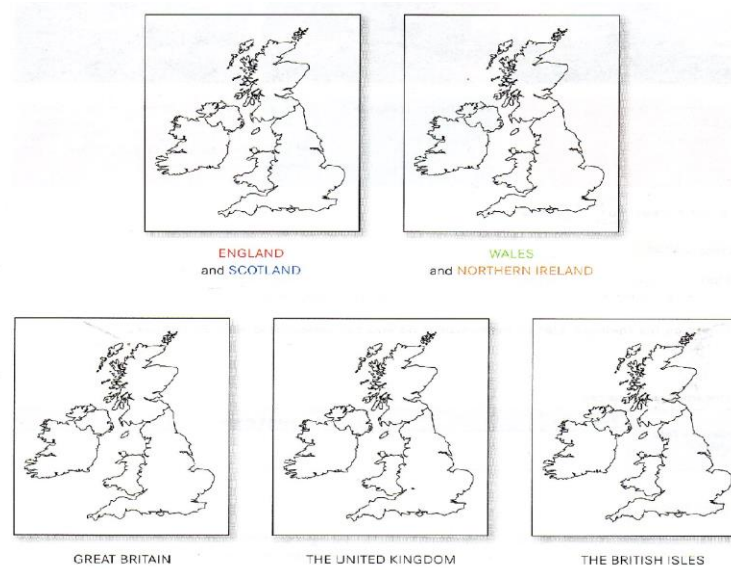 ENGLAND
and SCOTLAND
WALES
and NORTHERN IRELAND
GREAT BRITAIN
THE UNITED KINGDOM
THE BRITISH ISLES